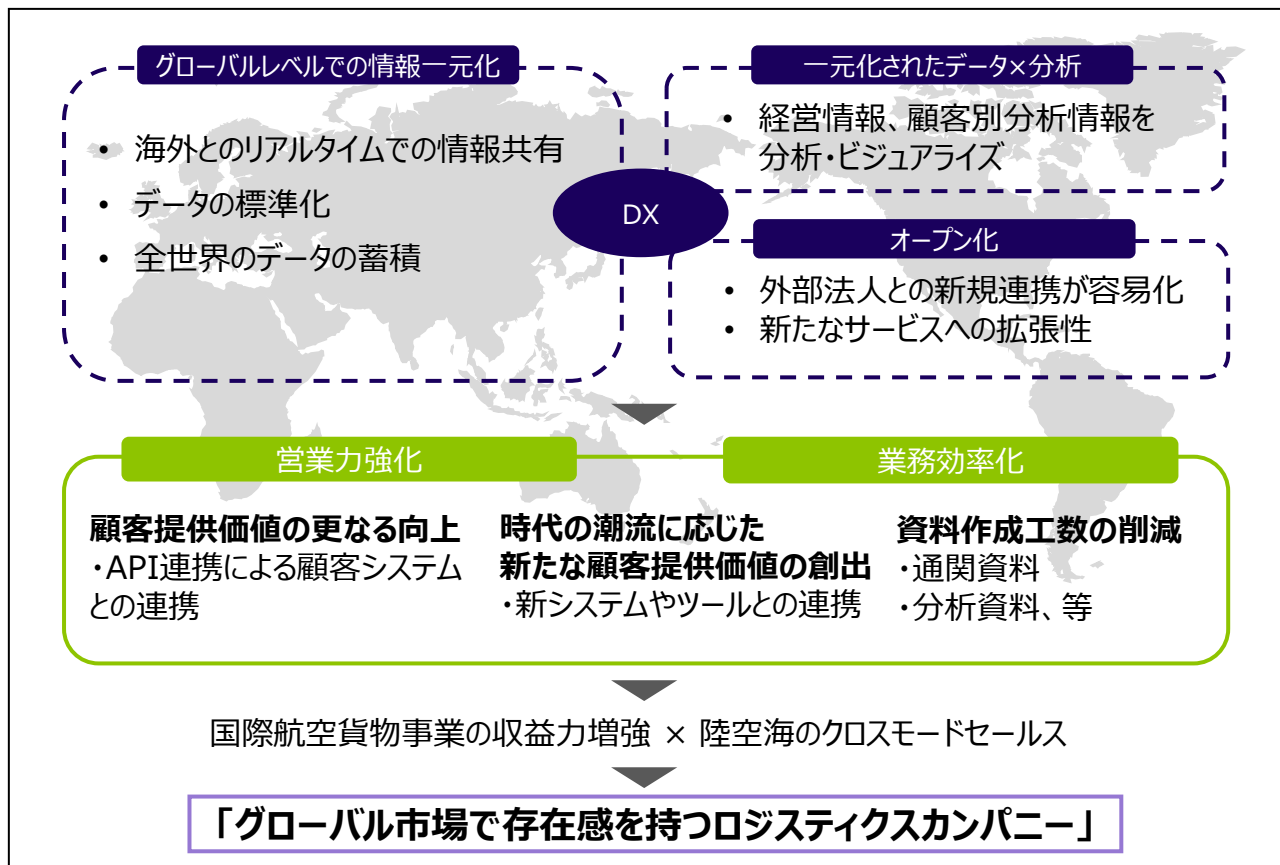 グローバルレベルでの情報一元化
• 海外とのリアルタイムでの情報共有
• データの標準化
• 全世界のデータの蓄積
一元化されたデータ×分析
• 経営情報、顧客別分析情報を
分析・ビジュアライズ
DX
オープン化
• 外部法人との新規連携が容易化
• 新たなサービスへの拡張性
営業力強化
業務効率化
顧客提供価値の更なる向上
・API連携による顧客システム
との連携
時代の潮流に応じた
新たな顧客提供価値の創出
・新システムやツールとの連携
資料作成工数の削減
・通関資料
・分析資料、等
国際航空貨物事業の収益力増強 × 陸空海のクロスモードセールス
「グローバル市場で存在感を持つロジスティクスカンパニー」